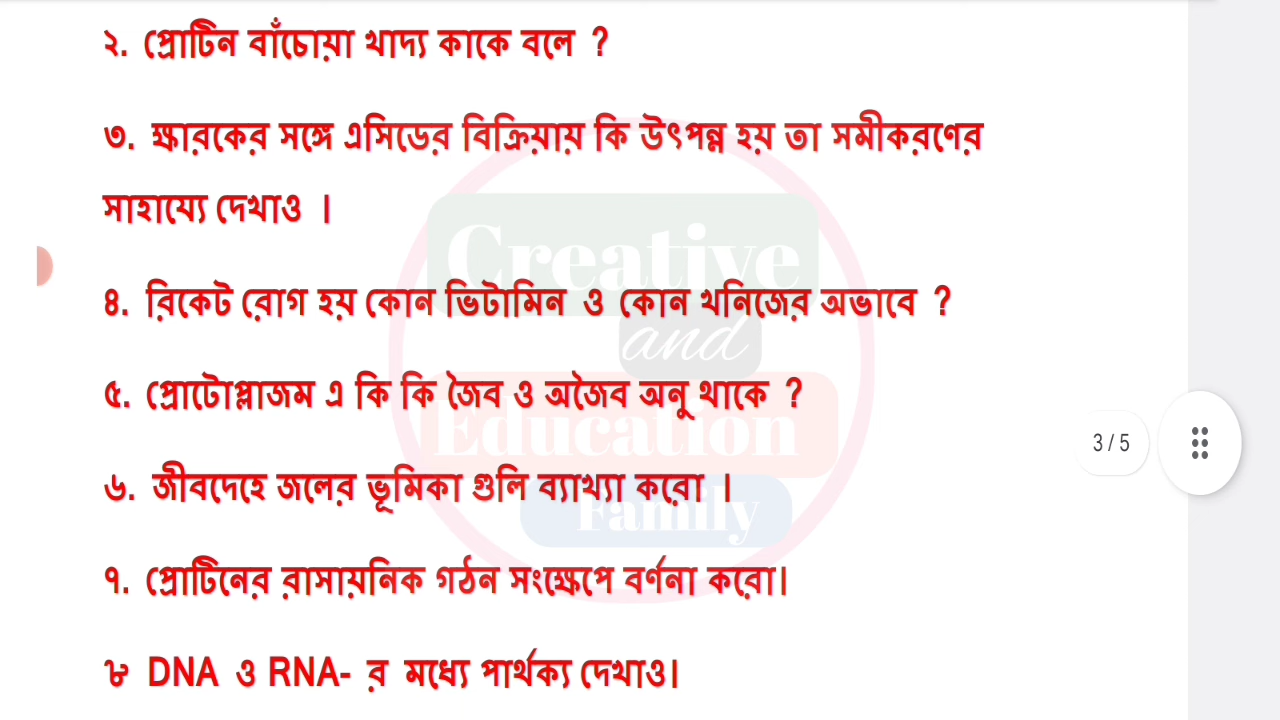 ২. প্রোটিন বাঁচোয়া খাদ্য কাকে বলে ?
৩. ক্ষারকের সঙ্গে এসিডের বিক্রিয়ায় কি উৎপন্ন হয় তা সমীকরণের
সাহায্যে দেখাও ।
Creative
৪. রিকেট রোগ হয় কোন ভিটামিন ও কোন খনিজের অভাবে ?
and
৫. প্রোটোপ্লাজম এ কি কি জৈব ও অজৈব অনু থাকে ?
Education
3 / 5
৬. জীবদেহে জলের ভূমিকা গুলি ব্যাখ্যা করো ।
Family
৭. প্রোটিনের রাসায়নিক গঠন সংক্ষেপে বর্ণনা করো।
৮ DNA ও RNA- র মধ্যে পার্থক্য দেখাও।